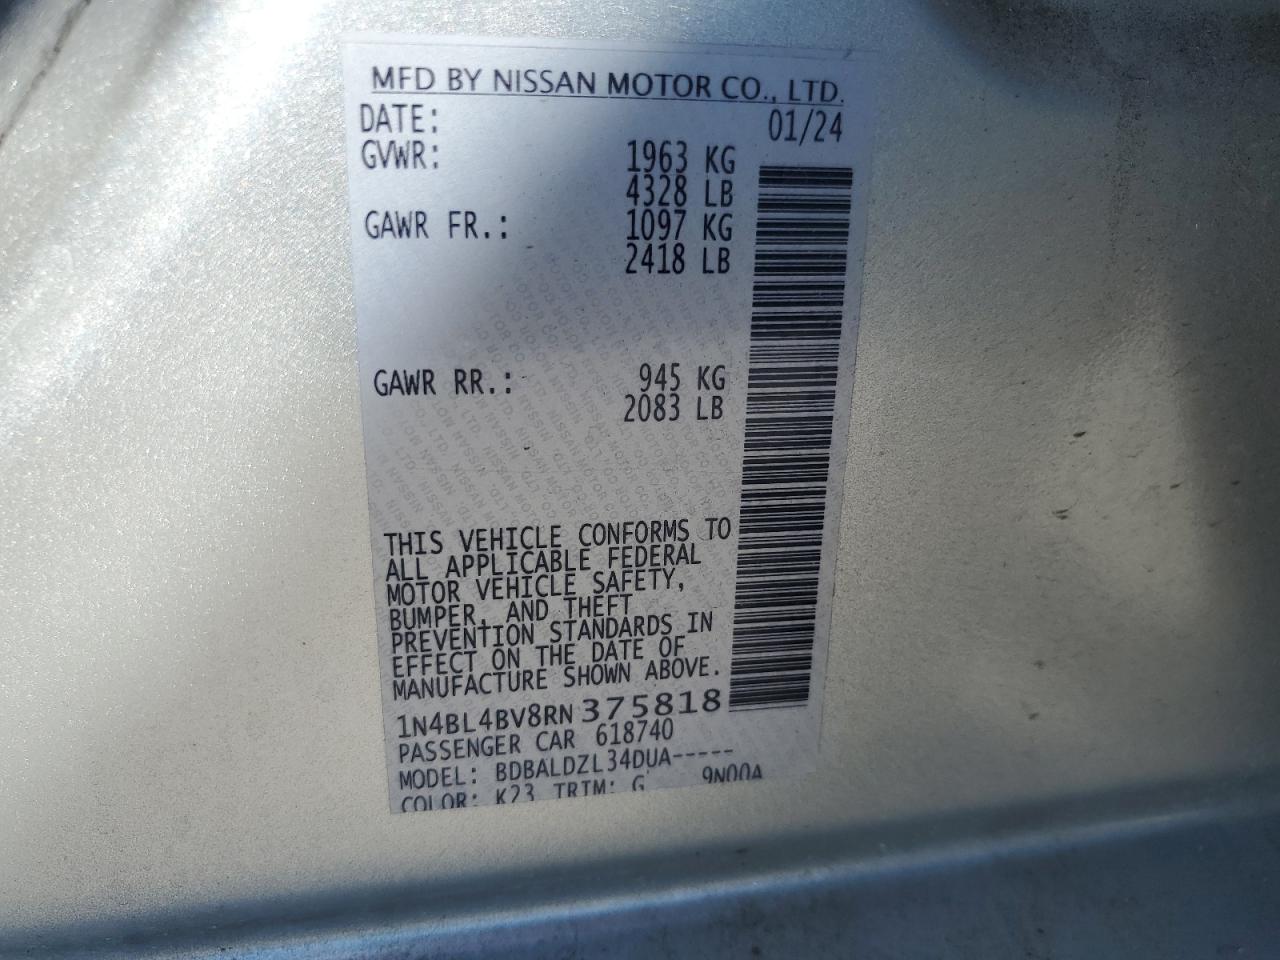 MFD BY NISSAN MOTOR CO., LTD.
DATE: 01/24
GVWR: 1963 KG
4328 LB
GAWR FR.: 1097 KG
2418 LB
GAWR RR.: 945 KG
2083 LB
THIS VEHICLE CONFORMS TO
ALL APPLICABLE FEDERAL
MOTOR VEHICLE SAFETY,
BUMPER, AND THEFT
PREVENTION STANDARDS IN
EFFECT ON THE DATE OF
MANUFACTURE SHOWN ABOVE.
1N4BL4BV8RN375818
PASSENGER CAR 618740
MODEL: BDBALDZL34DUA-----
COLOR: K23 TRIM: G 9N00A